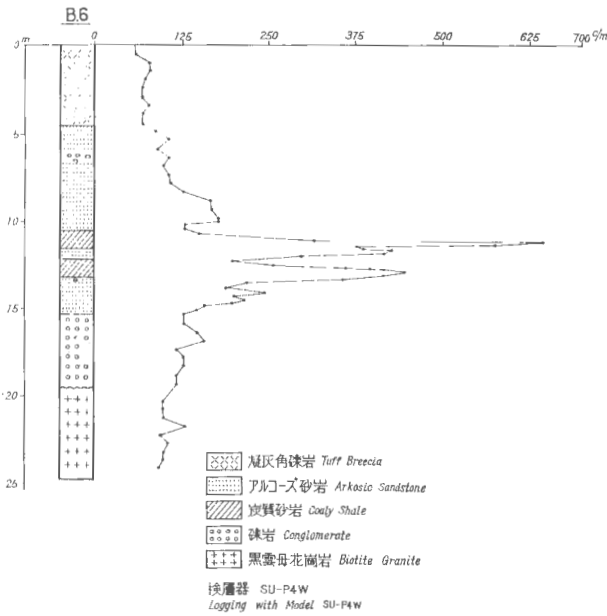 B.6
0 m 0 125 250 375 500 625 700 c/m
5
10
15
20
25
凝灰角礫岩 Tuff Breccia
アルコーズ砂岩 Arkosic Sandstone
炭質砂岩 Coaly Shale
礫岩 Conglomerate
黒雲母花崗岩 Biotite Granite
検層器 SU-P4W
Logging with Model SU-P4W